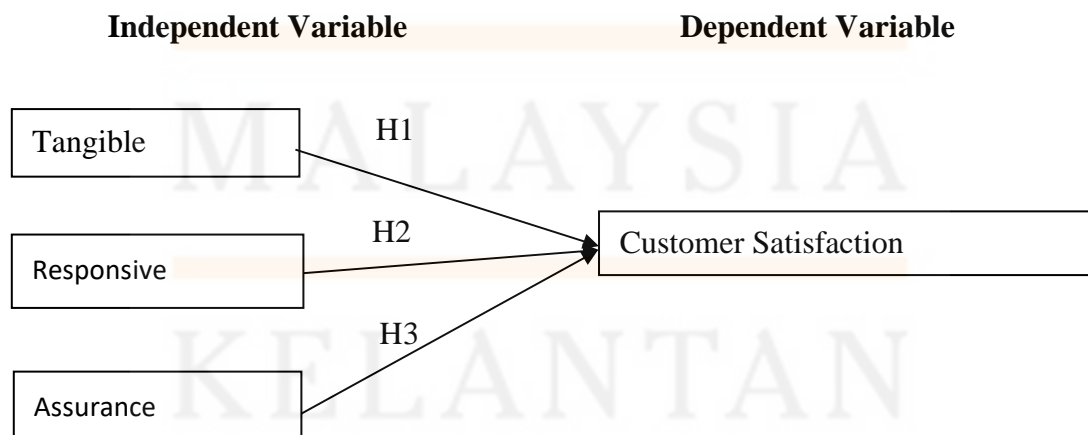 Independent Variable Dependent Variable
MALAYSIA
Tangible
H1
H2
Customer Satisfaction
Responsive
H3
KELANTAN
Assurance